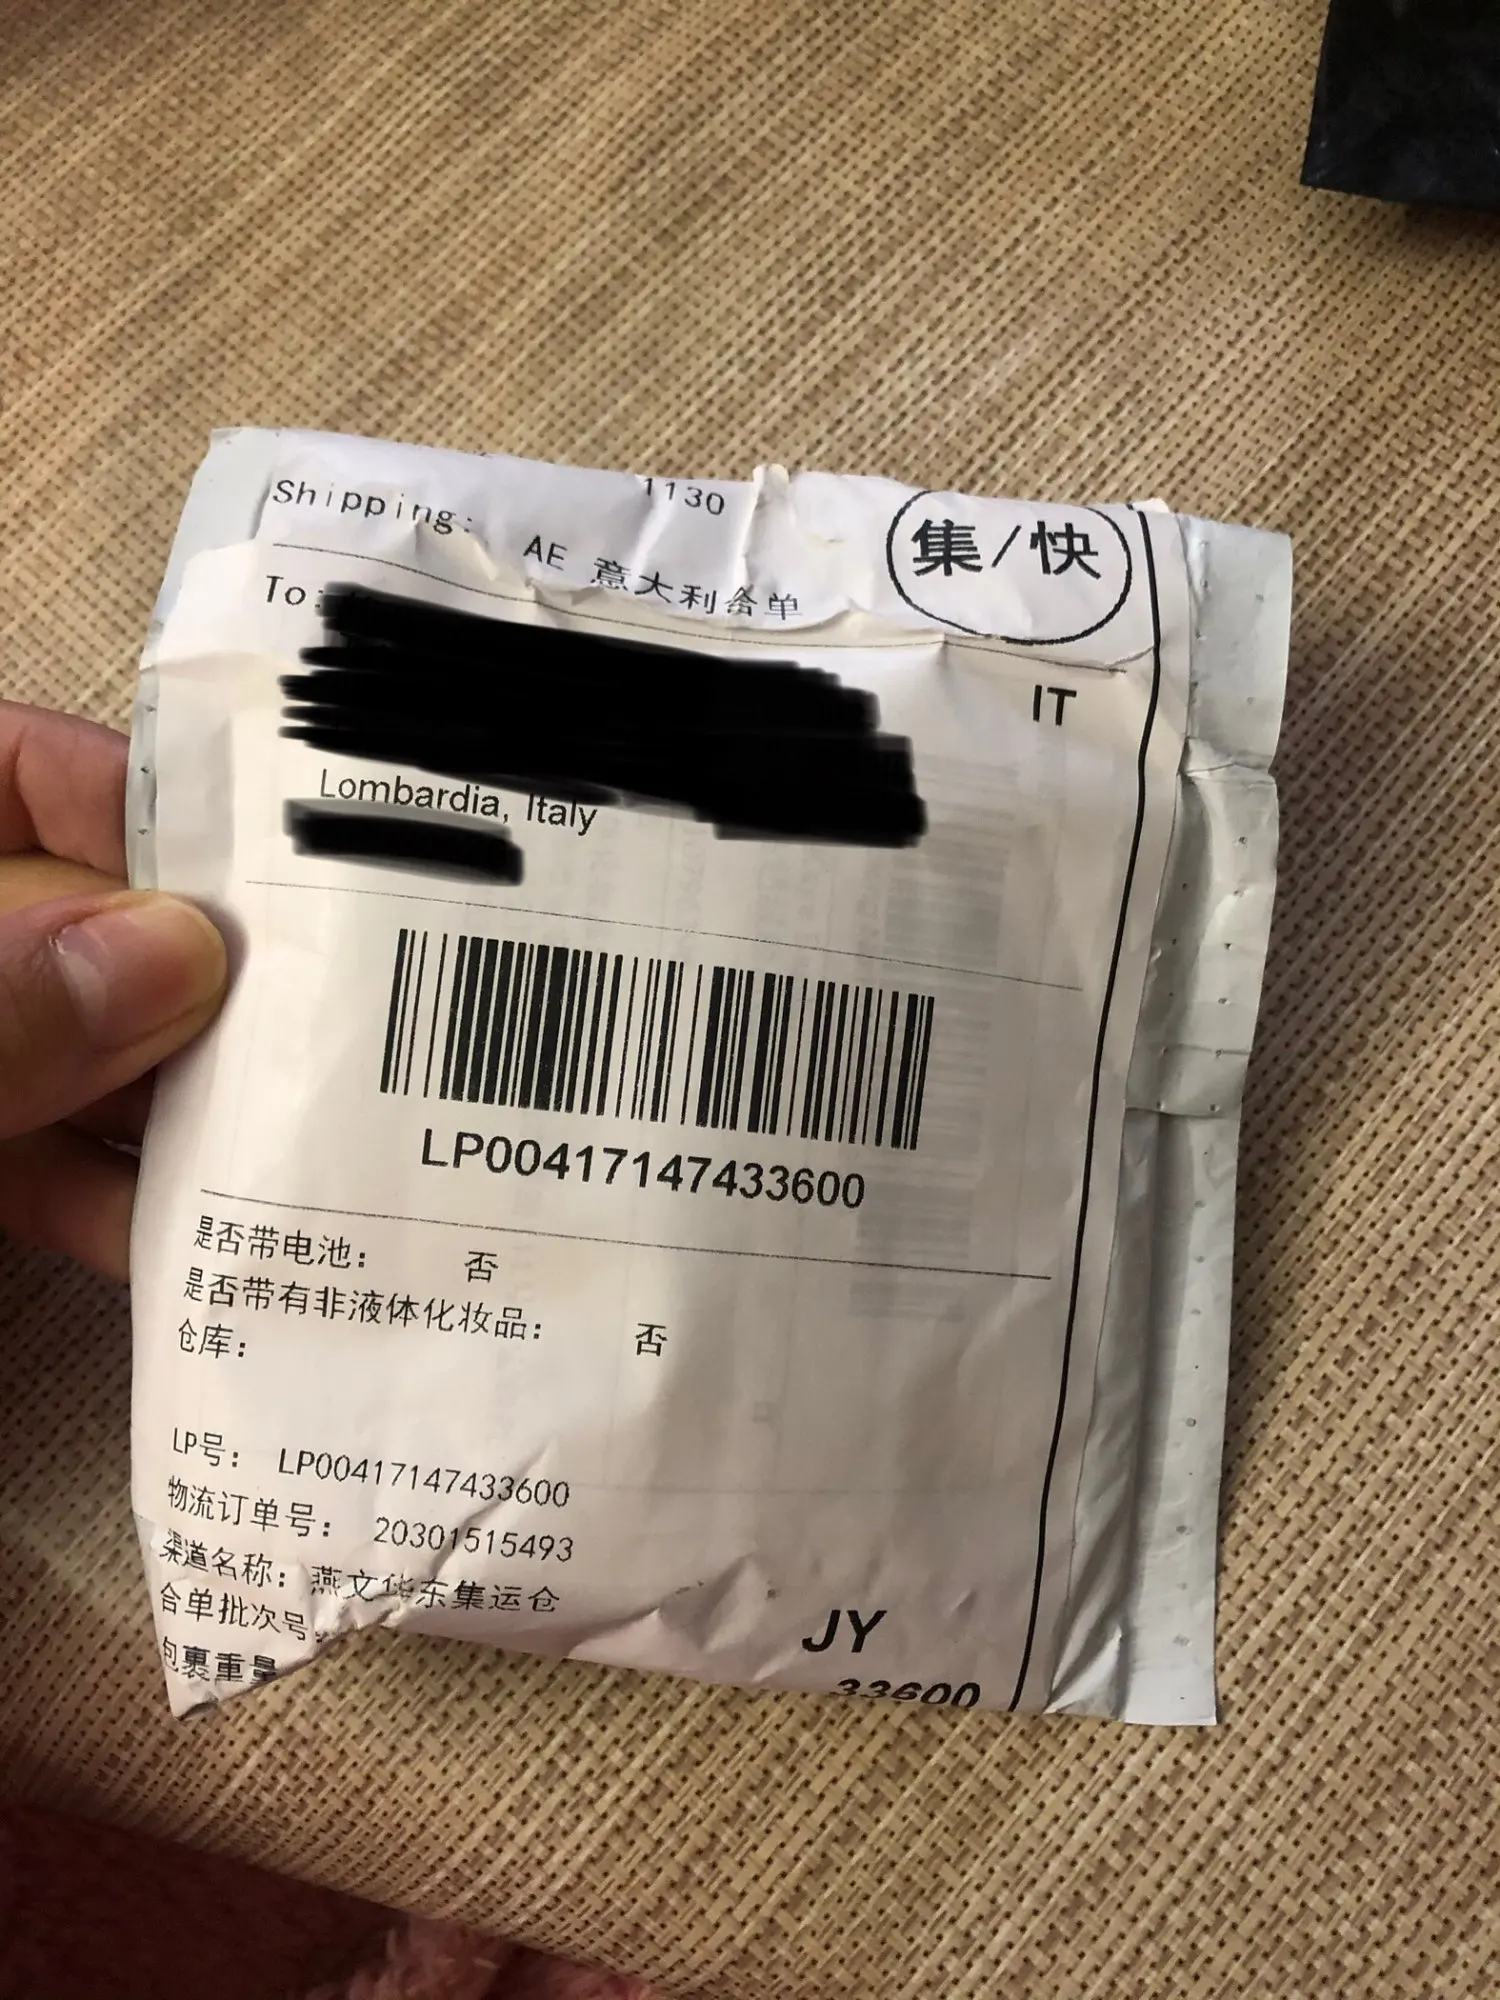 1130
Shipping:
AE 意大利合单
集/快
To:
IT
Lombardia, Italy
LP00417147433600
是否带电池: 否
是否带有非液体化妆品: 否
仓库:
LP号: LP00417147433600
物流订单号: 20301515493
渠道名称: 燕文华东集运仓
合单批次号:
包裹重量
JY
33600